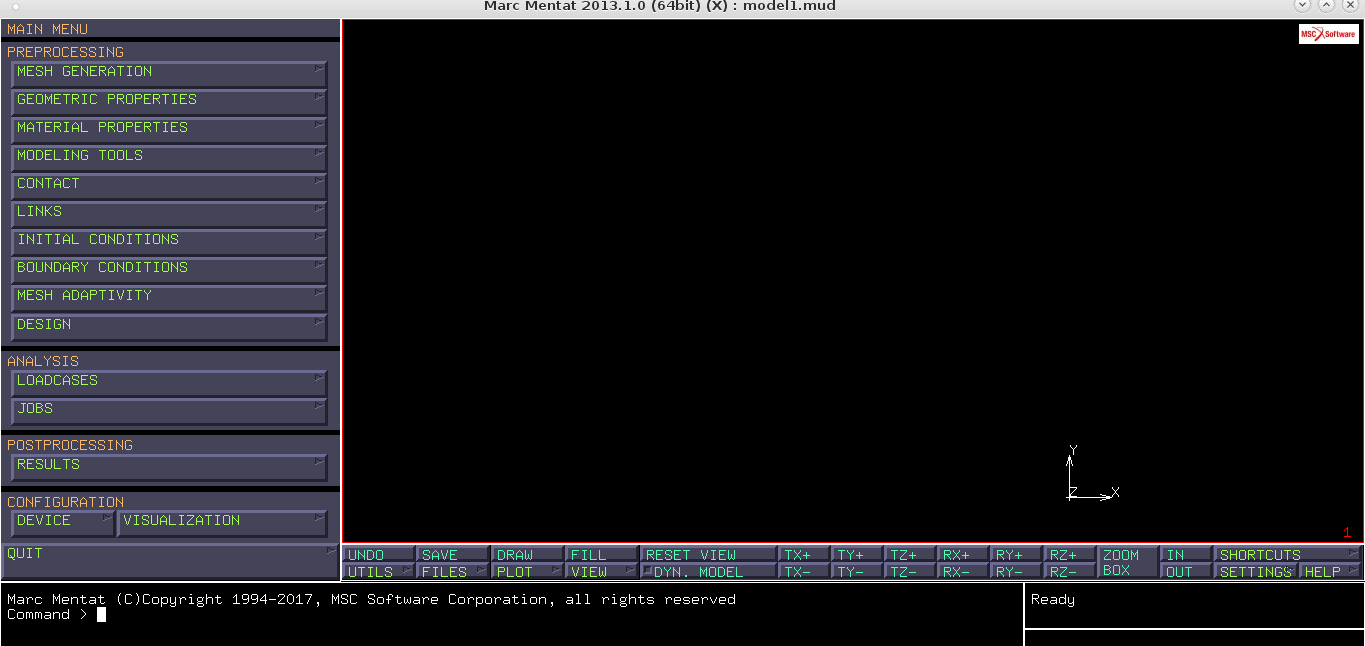 Marc Mentat 2013.1.0 (64bit) (X) : model1.mud
MAIN MENU
PREPROCESSING
MESH GENERATION
GEOMETRIC PROPERTIES
MATERIAL PROPERTIES
MODELING TOOLS
CONTACT
LINKS
INITIAL CONDITIONS
BOUNDARY CONDITIONS
MESH ADAPTIVITY
DESIGN
ANALYSIS
LOADCASES
JOBS
POSTPROCESSING
RESULTS
CONFIGURATION
DEVICE VISUALIZATION
QUIT
MSC Software
Y
Z X
1
UNDO SAVE DRAW FILL RESET VIEW TX+ TY+ TZ+ RX+ RY+ RZ+ ZOOM IN SHORTCUTS
UTILS FILES PLOT VIEW DYN. MODEL TX- TY- TZ- RX- RY- RZ- BOX OUT SETTINGS HELP
Marc Mentat (C)Copyright 1994-2017, MSC Software Corporation, all rights reserved
Command >
Ready